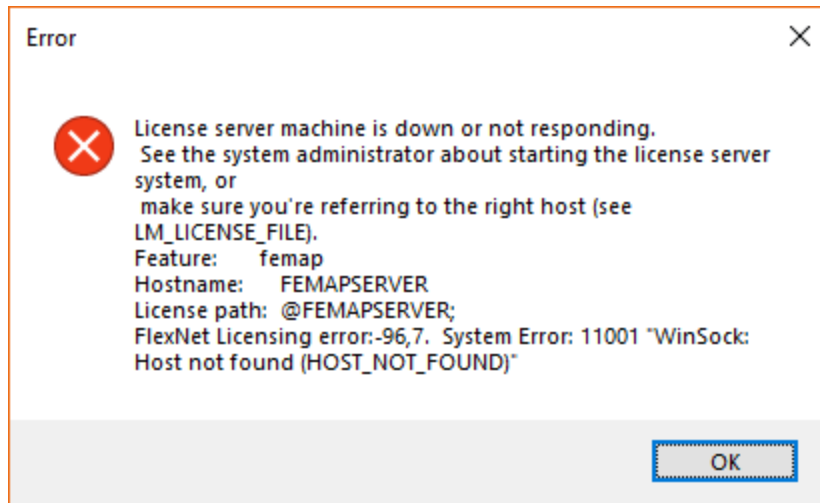 Error
License server machine is down or not responding.
See the system administrator about starting the license server
system, or
make sure you're referring to the right host (see
LM_LICENSE_FILE).
Feature: femap
Hostname: FEMAPSERVER
License path: @FEMAPSERVER;
FlexNet Licensing error:-96,7. System Error: 11001 "WinSock:
Host not found (HOST_NOT_FOUND)"
OK